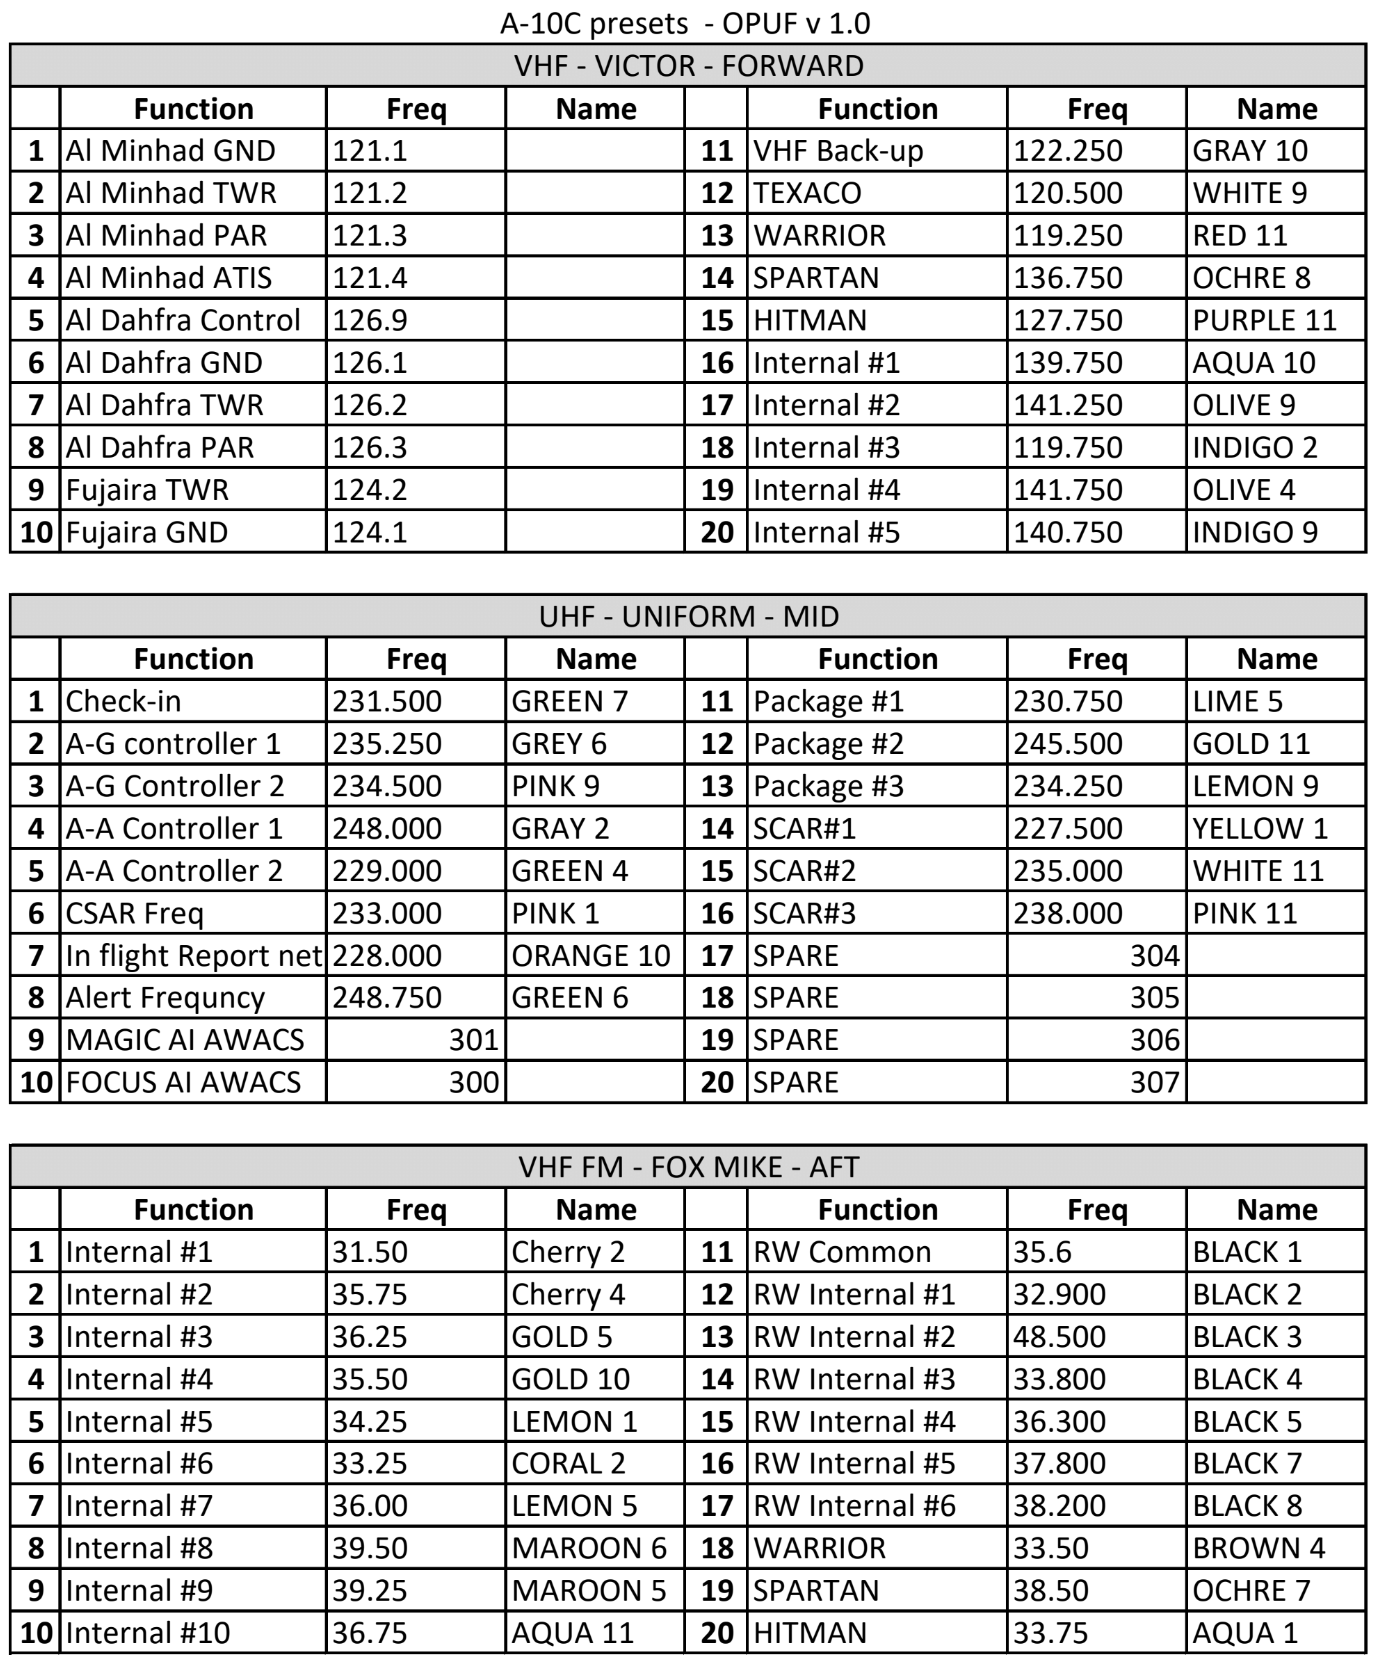 A-10C presets - OPUF v 1.0
VHF - VICTOR - FORWARD
Function Freq Name Function Freq Name
1 Al Minhad GND 121.1 11 VHF Back-up 122.250 GRAY 10
2 Al Minhad TWR 121.2 12 TEXACO 120.500 WHITE 9
3 Al Minhad PAR 121.3 13 WARRIOR 119.250 RED 11
4 Al Minhad ATIS 121.4 14 SPARTAN 136.750 OCHRE 8
5 Al Dahfra Control 126.9 15 HITMAN 127.750 PURPLE 11
6 Al Dahfra GND 126.1 16 Internal #1 139.750 AQUA 10
7 Al Dahfra TWR 126.2 17 Internal #2 141.250 OLIVE 9
8 Al Dahfra PAR 126.3 18 Internal #3 119.750 INDIGO 2
9 Fujaira TWR 124.2 19 Internal #4 141.750 OLIVE 4
10 Fujaira GND 124.1 20 Internal #5 140.750 INDIGO 9
UHF - UNIFORM - MID
Function Freq Name Function Freq Name
1 Check-in 231.500 GREEN 7 11 Package #1 230.750 LIME 5
2 A-G controller 1 235.250 GREY 6 12 Package #2 245.500 GOLD 11
3 A-G Controller 2 234.500 PINK 9 13 Package #3 234.250 LEMON 9
4 A-A Controller 1 248.000 GRAY 2 14 SCAR#1 227.500 YELLOW 1
5 A-A Controller 2 229.000 GREEN 4 15 SCAR#2 235.000 WHITE 11
6 CSAR Freq 233.000 PINK 1 16 SCAR#3 238.000 PINK 11
7 In flight Report net 228.000 ORANGE 10 17 SPARE 304
8 Alert Frequncy 248.750 GREEN 6 18 SPARE 305
9 MAGIC AI AWACS 301 19 SPARE 306
10 FOCUS AI AWACS 300 20 SPARE 307
VHF FM - FOX MIKE - AFT
Function Freq Name Function Freq Name
1 Internal #1 31.50 Cherry 2 11 RW Common 35.6 BLACK 1
2 Internal #2 35.75 Cherry 4 12 RW Internal #1 32.900 BLACK 2
3 Internal #3 36.25 GOLD 5 13 RW Internal #2 48.500 BLACK 3
4 Internal #4 35.50 GOLD 10 14 RW Internal #3 33.800 BLACK 4
5 Internal #5 34.25 LEMON 1 15 RW Internal #4 36.300 BLACK 5
6 Internal #6 33.25 CORAL 2 16 RW Internal #5 37.800 BLACK 7
7 Internal #7 36.00 LEMON 5 17 RW Internal #6 38.200 BLACK 8
8 Internal #8 39.50 MAROON 6 18 WARRIOR 33.50 BROWN 4
9 Internal #9 39.25 MAROON 5 19 SPARTAN 38.50 OCHRE 7
10 Internal #10 36.75 AQUA 11 20 HITMAN 33.75 AQUA 1